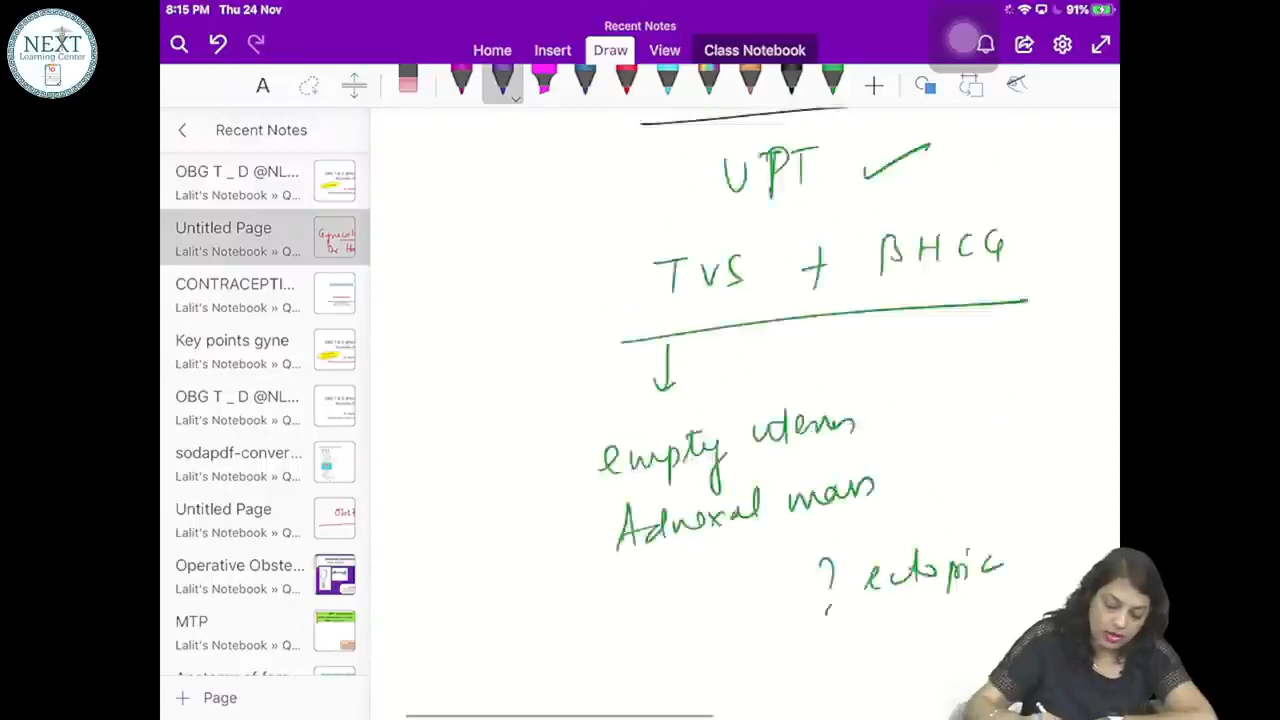 8:15 PM Thu 24 Nov
91%
NEXT
Learning Center
Recent Notes
Home Insert Draw View Class Notebook
A
Recent Notes
OBG T _ D @NL...
Lalit's Notebook » Q...
Untitled Page
Lalit's Notebook » Q...
CONTRACEPTI...
Lalit's Notebook » Q...
Key points gyne
Lalit's Notebook » Q...
OBG T _ D @NL...
Lalit's Notebook » Q...
sodapdf-conver...
Lalit's Notebook » Q...
Untitled Page
Lalit's Notebook » Q...
Operative Obste...
Lalit's Notebook » Q...
MTP
Lalit's Notebook » Q...
+ Page
UPT ✓
TVS + βHCG
↓
empty uterus
Adnexal mass
? ectopic